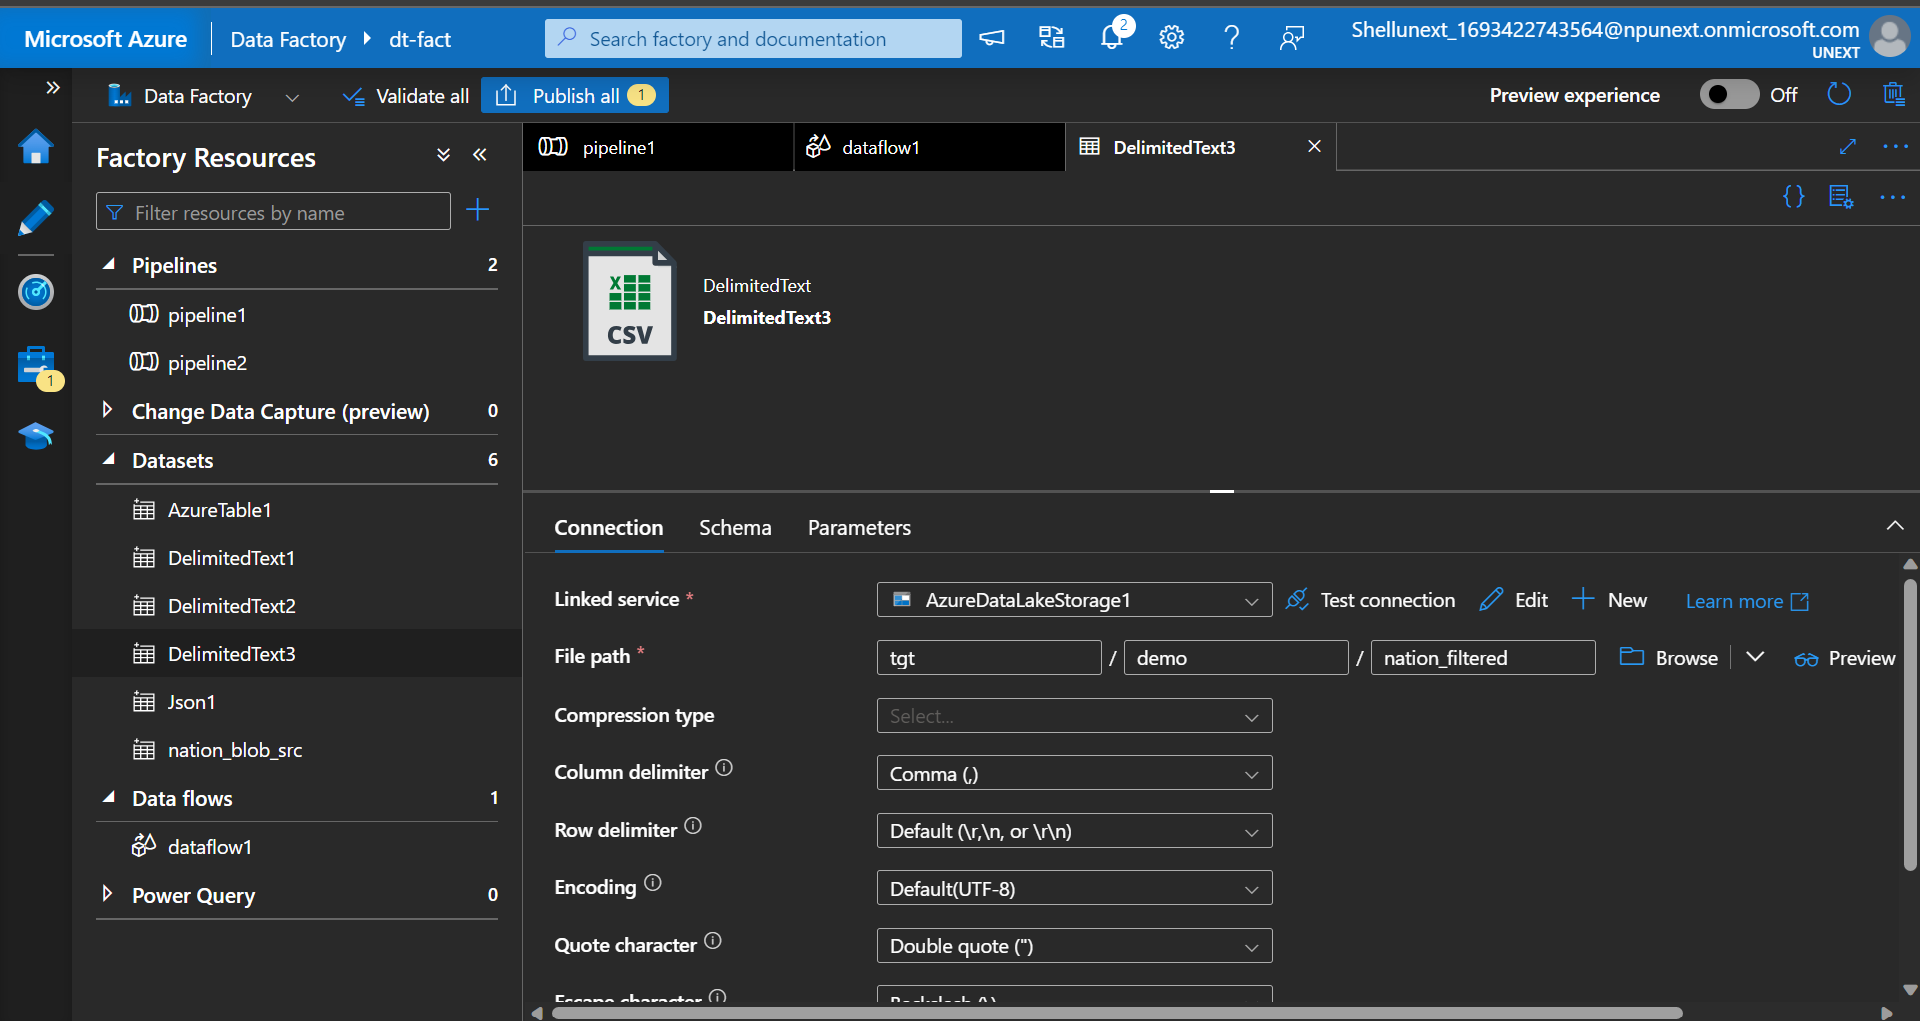 Microsoft Azure
Data Factory
dt-fact
Search factory and documentation
2
Shellunext_1693422743564@npunext.onmicrosoft.com
UNEXT
Data Factory
Validate all
Publish all 1
Preview experience
Off
Factory Resources
Filter resources by name
Pipelines 2
pipeline1
pipeline2
Change Data Capture (preview) 0
Datasets 6
AzureTable1
DelimitedText1
DelimitedText2
DelimitedText3
Json1
nation_blob_src
Data flows 1
dataflow1
Power Query 0
1
pipeline1
dataflow1
DelimitedText3
{}
X
CSV
DelimitedText
DelimitedText3
Connection
Schema
Parameters
Linked service *
AzureDataLakeStorage1
Test connection
Edit
New
Learn more
File path *
tgt / demo / nation_filtered
Browse
Preview
Compression type
Select...
Column delimiter
Comma (,)
Row delimiter
Default (\r,\n, or \r\n)
Encoding
Default(UTF-8)
Quote character
Double quote (")
Escape character
Backslash (\)